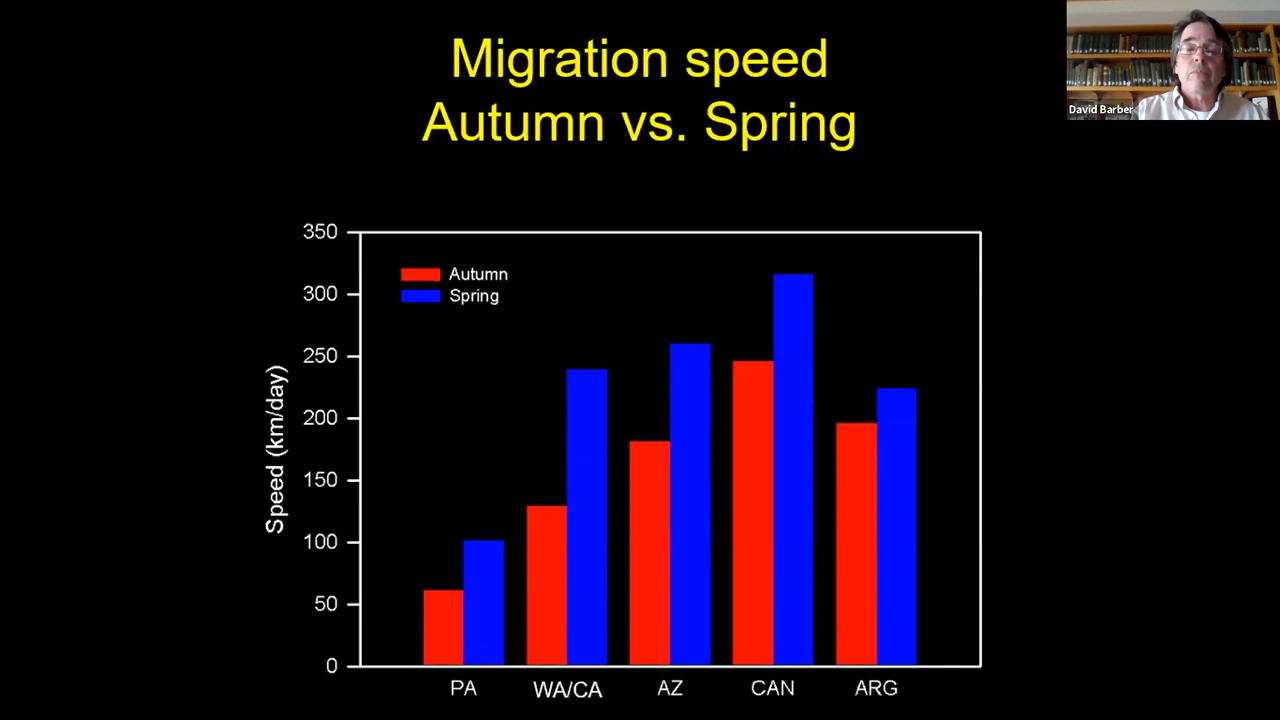 Migration speed
Autumn vs. Spring
David Barber
350
300
250
200
150
100
50
0
Speed (km/day)
Autumn
Spring
PA
WA/CA
AZ
CAN
ARG